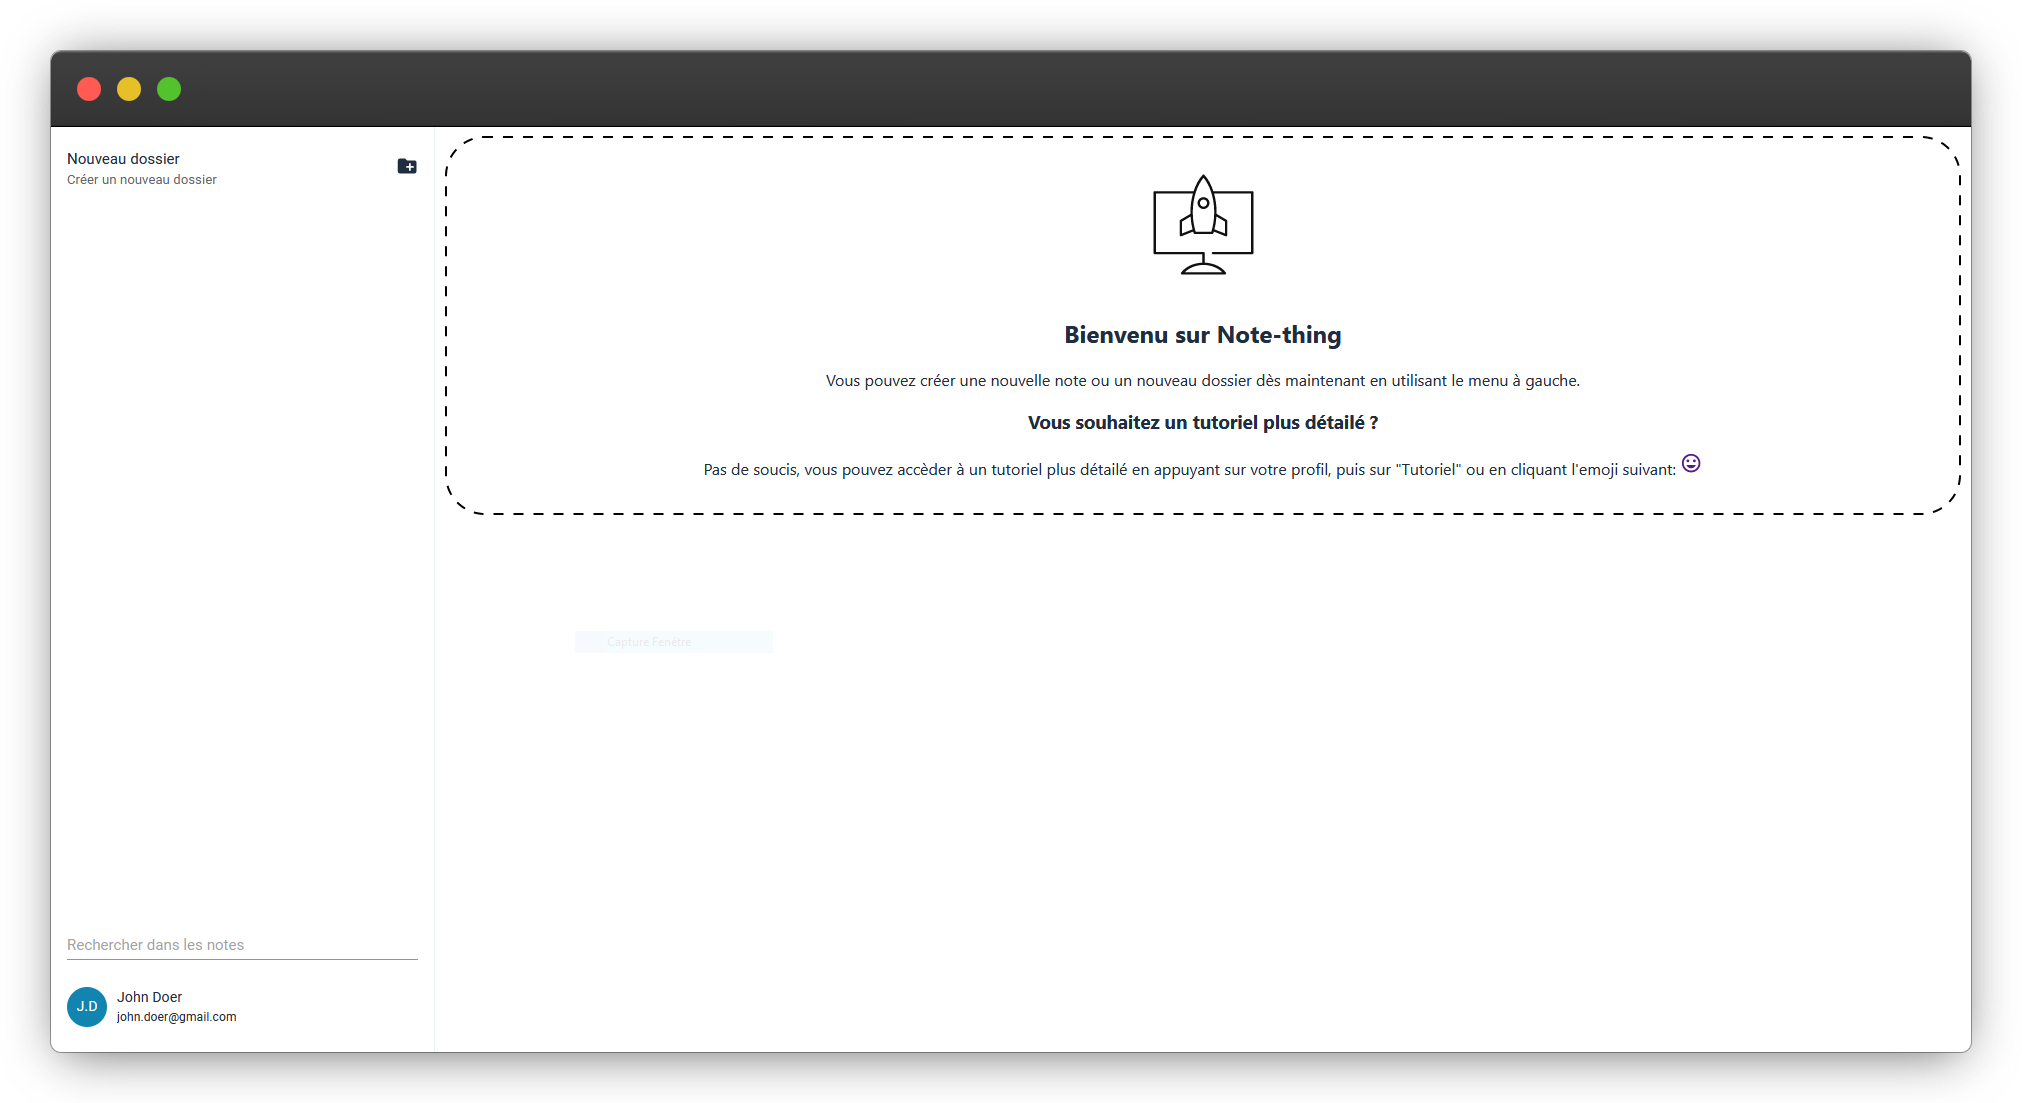 Nouveau dossier
Créer un nouveau dossier
Bienvenu sur Note-thing
Vous pouvez créer une nouvelle note ou un nouveau dossier dès maintenant en utilisant le menu à gauche.
Vous souhaitez un tutoriel plus détailé ?
Pas de soucis, vous pouvez accèder à un tutoriel plus détailé en appuyant sur votre profil, puis sur "Tutoriel" ou en cliquant l'emoji suivant:
Capture Fenêtre
Rechercher dans les notes
J.D
John Doer
john.doer@gmail.com